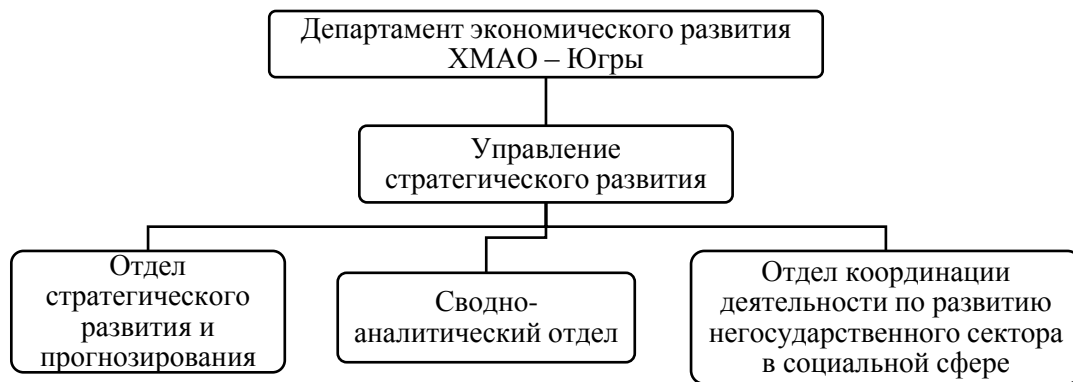 Департамент экономического развития
ХМАО – Югры
Управление
стратегического развития
Отдел
стратегического
развития и
прогнозирования
Сводно-
аналитический отдел
Отдел координации
деятельности по развитию
негосударственного сектора
в социальной сфере